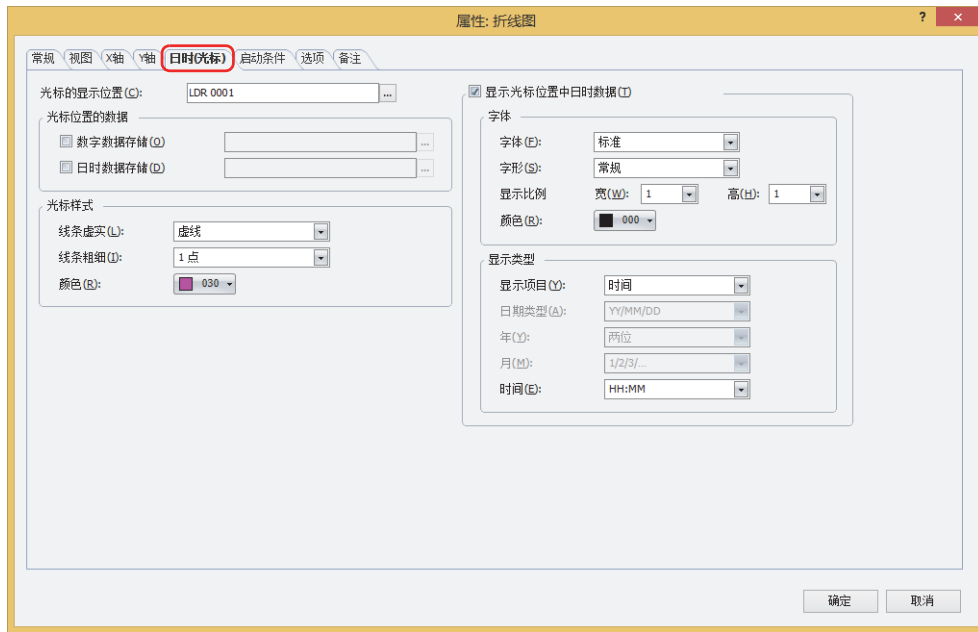 属性: 折线图
? ×
常规 视图 X轴 Y轴 日时(光标) 启动条件 选项 备注
光标的显示位置(C): LDR 0001 ...
光标位置的数据
数字数据存储(O) ...
日时数据存储(D) ...
光标样式
线条虚实(L): 虚线
线条粗细(I): 1 点
颜色(R): 030
显示光标位置中日时数据(T)
字体
字体(F): 标准
字形(S): 常规
显示比例 宽(W): 1 高(H): 1
颜色(R): 000
显示类型
显示项目(Y): 时间
日期类型(A): YY/MM/DD
年(Y): 两位
月(M): 1/2/3/...
时间(E): HH:MM
确定 取消